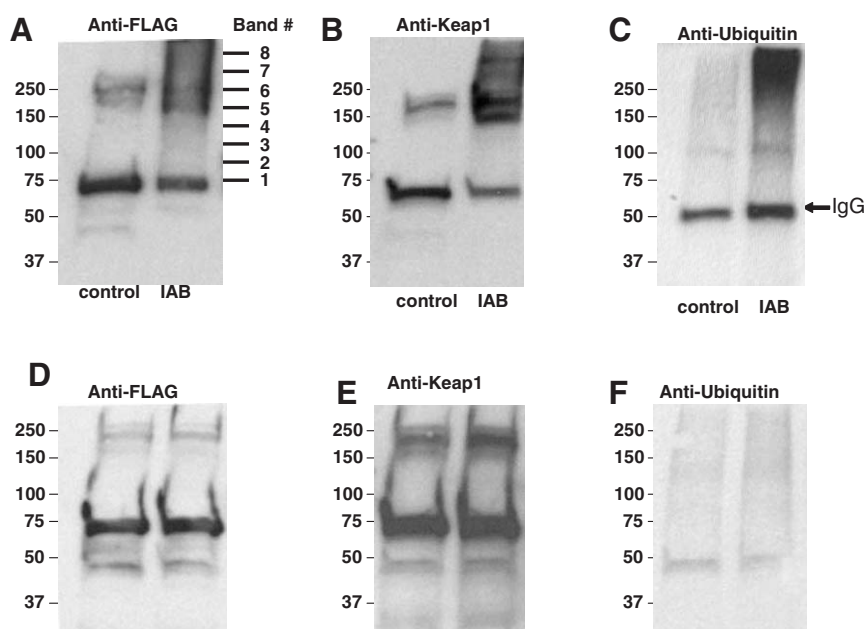 A
Anti-FLAG
Band #
250
150
100
75
50
37
8
7
6
5
4
3
2
1
control
IAB
B
Anti-Keap1
250
150
100
75
50
37
control
IAB
C
Anti-Ubiquitin
250
150
100
75
50
37
IgG
control
IAB
D
Anti-FLAG
250
150
100
75
50
37
E
Anti-Keap1
250
150
100
75
50
37
F
Anti-Ubiquitin
250
150
100
75
50
37